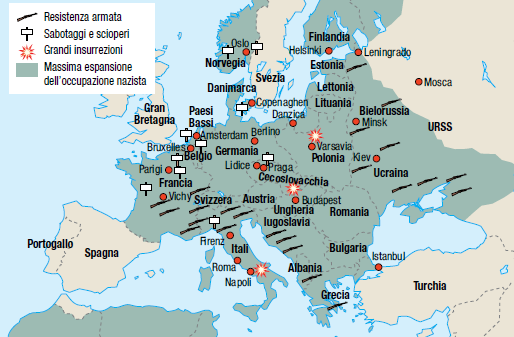 Resistenza armata
Sabotaggi e scioperi
Grandi insurrezioni
Massima espansione
dell'occupazione nazista
Oslo
Norvegia
Finlandia
Helsinki
Leningrado
Estonia
Svezia
Mosca
Lettonia
Danimarca
Lituania
Gran
Bretagna
Copenaghen
Danzica
Bielorussia
Minsk
URSS
Paesi
Bassi
Amsterdam
Berlino
Bruxelles
Belgio
Germania
Varsavia
Polonia
Kiev
Ucraina
Parigi
Lidice
Praga
Cecoslovacchia
Francia
Vichy
Svizzera
Austria
Budapest
Ungheria
Romania
Iugoslavia
Firenze
Portogallo
Spagna
Itali
Bulgaria
Istanbul
Roma
Napoli
Albania
Turchia
Grecia